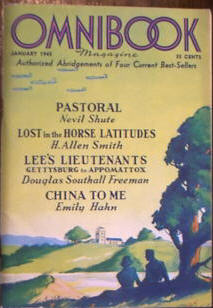 OMNIBOOK
JANUARY 1945 Magazine 35 CENTS
Authorized Abridgements of Four Current Best-Sellers
PASTORAL
Nevil Shute
LOST in the HORSE LATITUDES
H. Allen Smith
LEE'S LIEUTENANTS
GETTYSBURG to APPOMATTOX
Douglas Southall Freeman
CHINA TO ME
Emily Hahn